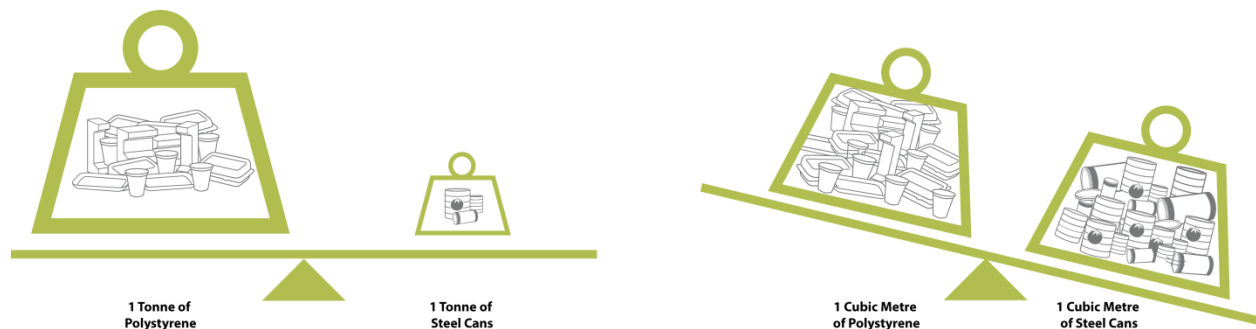 1 Tonne of
Polystyrene
1 Tonne of
Steel Cans
1 Cubic Metre
of Polystyrene
1 Cubic Metre
of Steel Cans